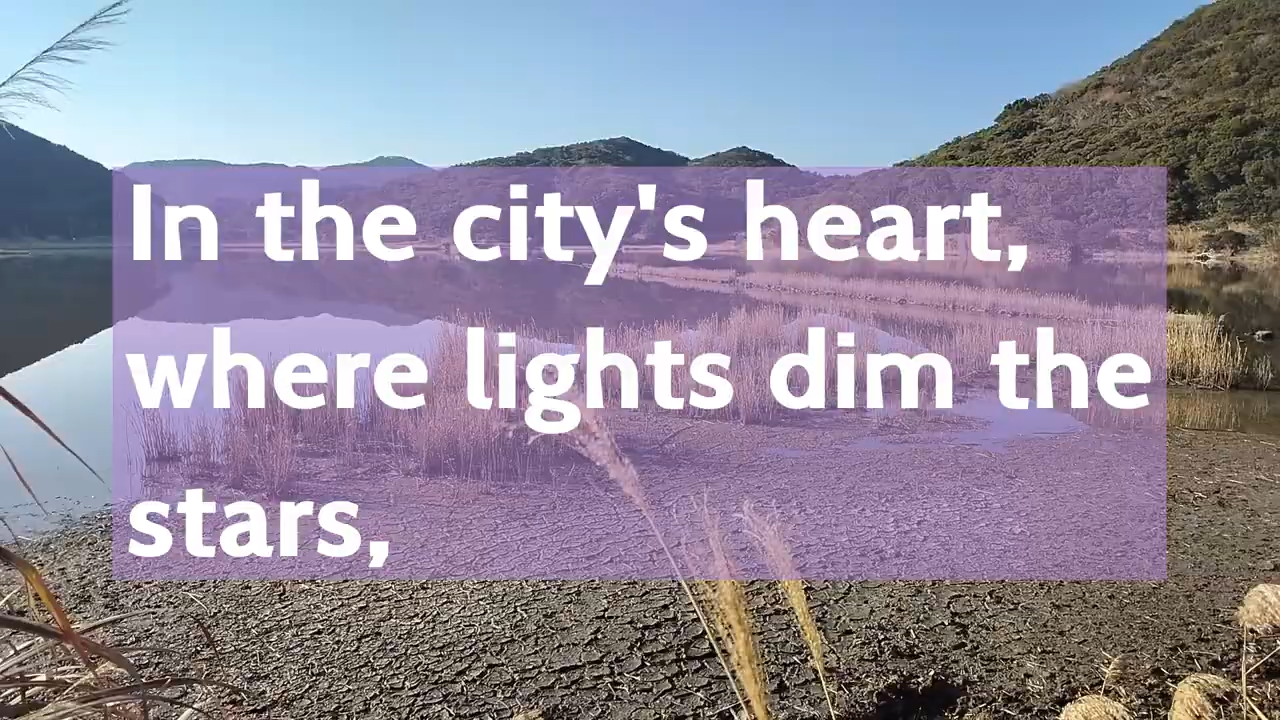 In the city's heart,
where lights dim the
stars,